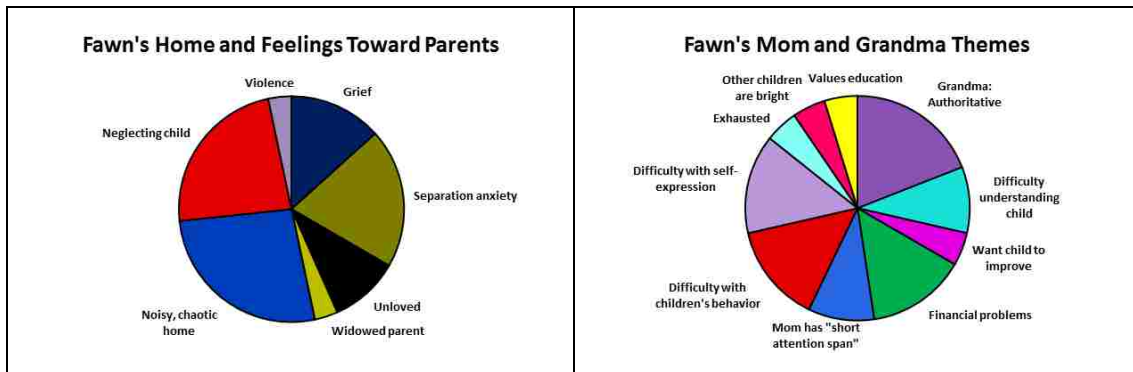 Fawn's Home and Feelings Toward Parents
Violence
Grief
Neglecting child
Separation anxiety
Unloved
Noisy, chaotic
home
Widowed parent
Fawn's Mom and Grandma Themes
Other children
are bright
Values education
Grandma:
Authoritative
Exhausted
Difficulty with self-
expression
Difficulty
understanding
child
Want child to
improve
Difficulty with
children's behavior
Financial problems
Mom has "short
attention span"